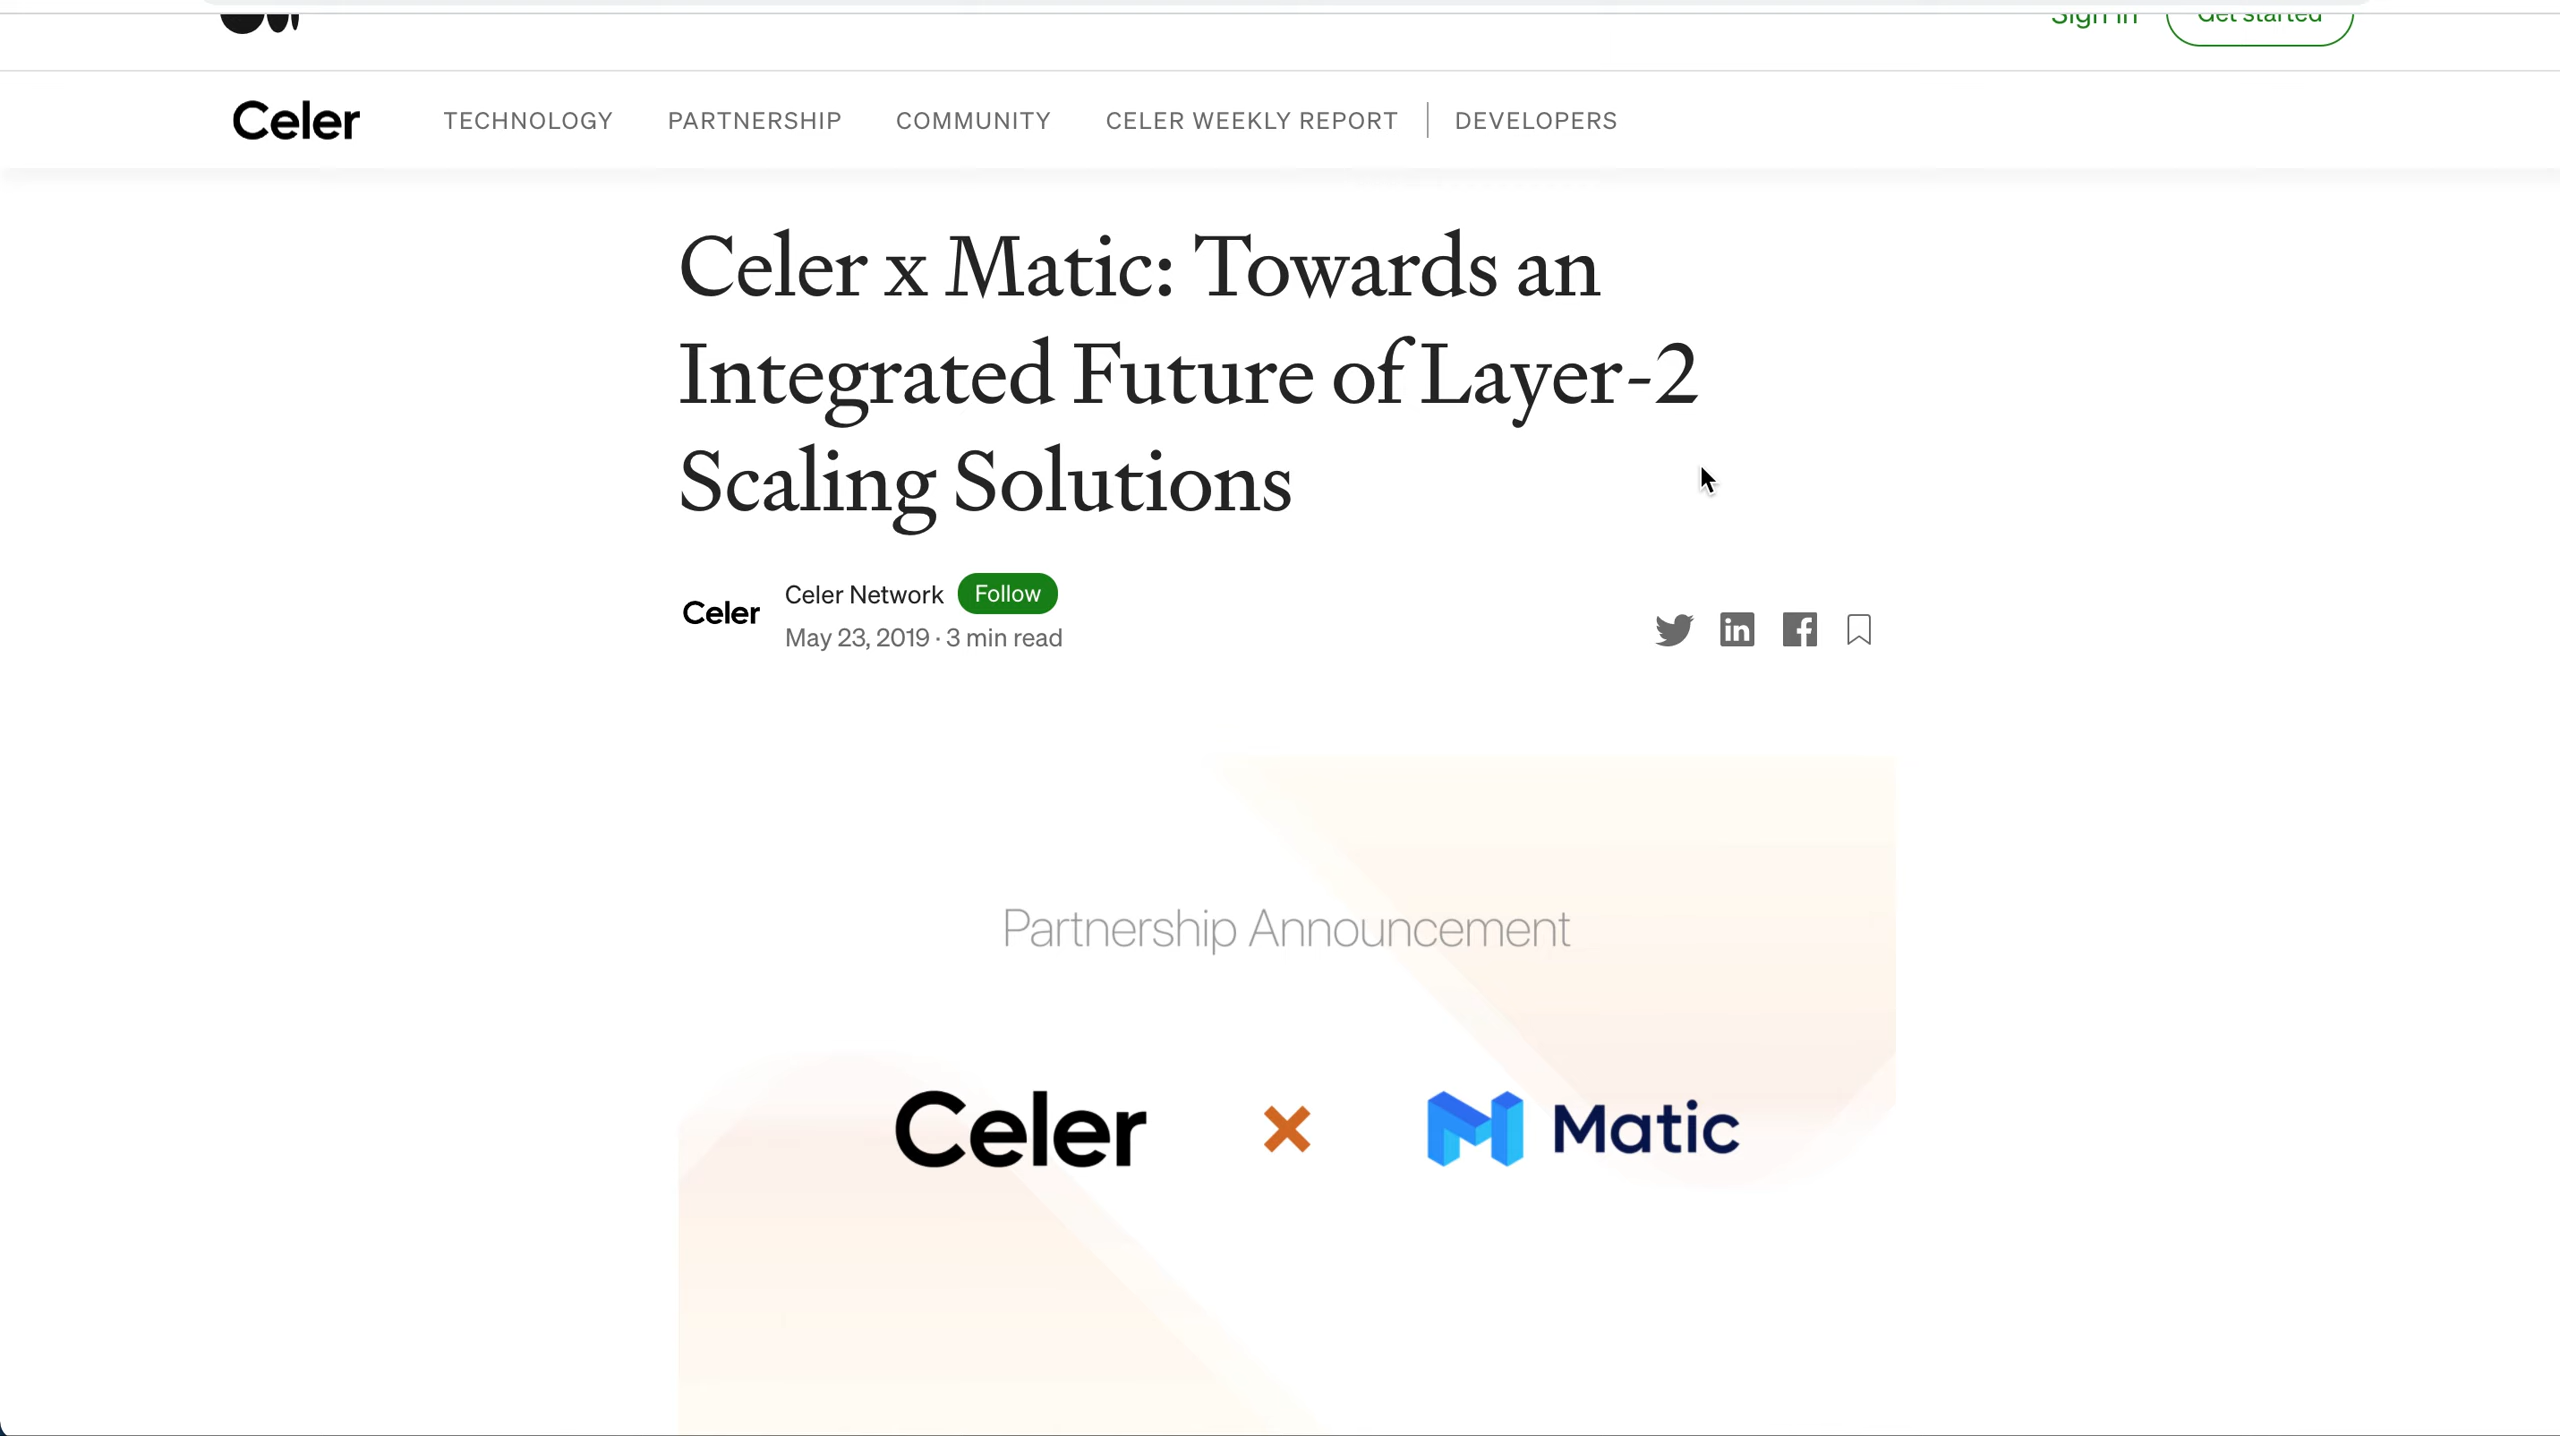 Sign in Get started
Celer TECHNOLOGY PARTNERSHIP COMMUNITY CELER WEEKLY REPORT DEVELOPERS
Celer x Matic: Towards an
Integrated Future of Layer-2
Scaling Solutions
Celer
Celer Network Follow
May 23, 2019 · 3 min read
Partnership Announcement
Celer × Matic